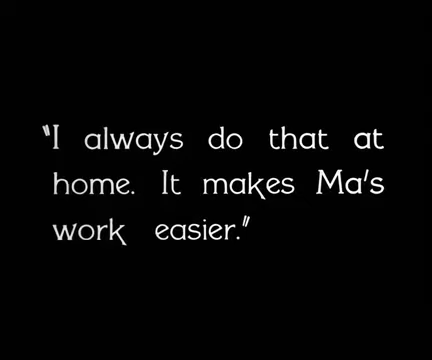 "I always do that at
home. It makes Ma's
work easier."